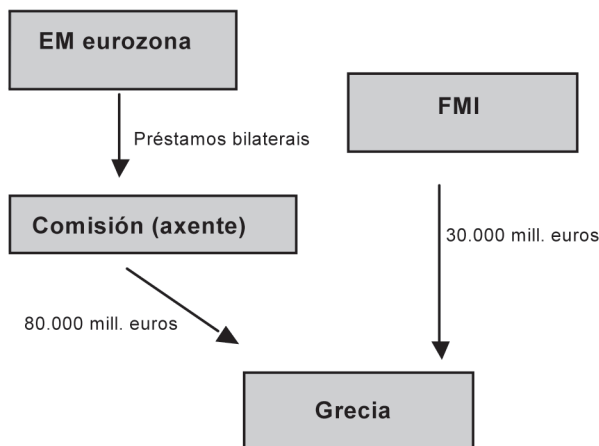 EM eurozona
FMI
Préstamos bilaterais
Comisión (axente)
30.000 mill. euros
80.000 mill. euros
Grecia